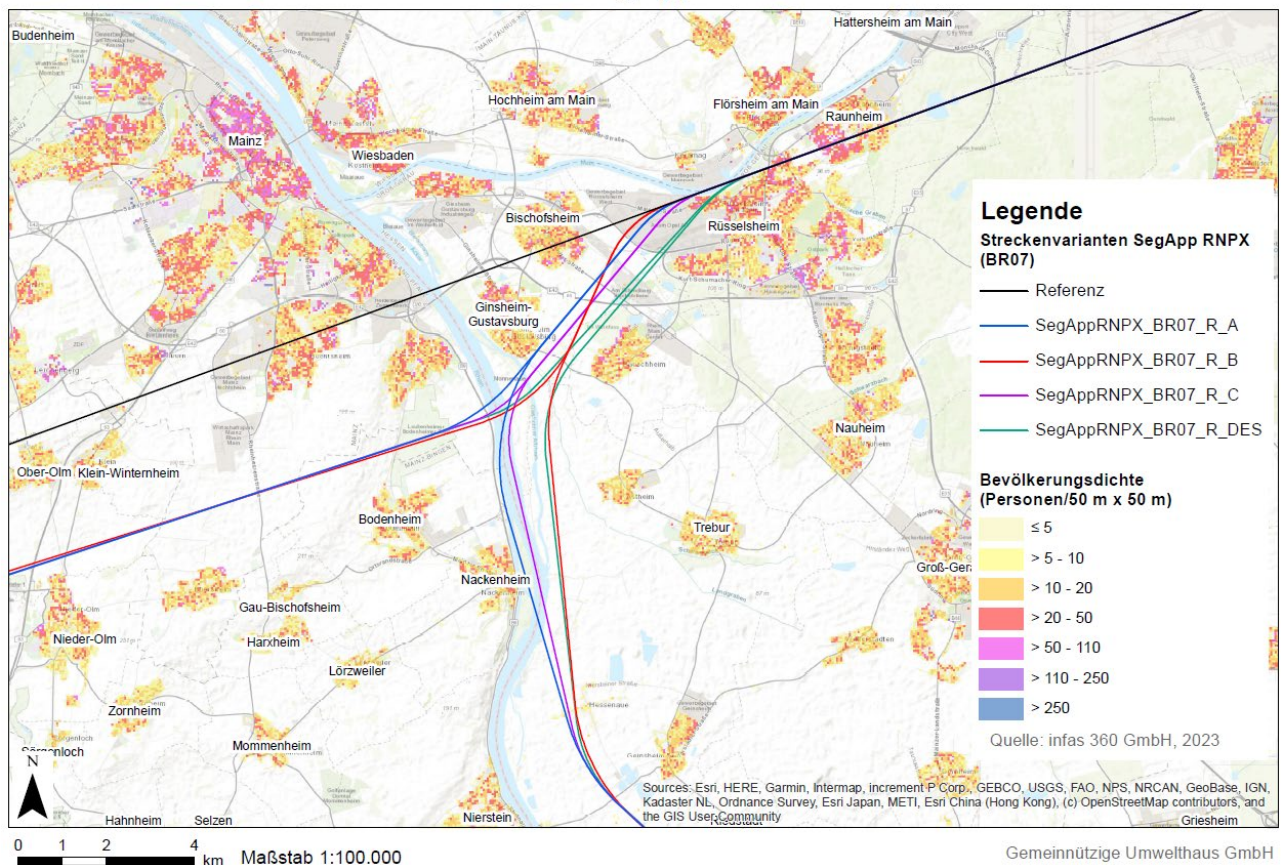 Budenheim
Hattersheim am Main
Hochheim am Main
Flörsheim am Main
Raunheim
Mainz
Wiesbaden
Bischofsheim
Rüsselsheim
Ginsheim-
Gustavsburg
Nauheim
Ober-Olm
Klein-Winternheim
Bodenheim
Trebur
Nackenheim
Groß-Gera
Gau-Bischofsheim
Nieder-Olm
Harxheim
Lörzweiler
Hessenaue
Zornheim
Mommenheim
Sörgenloch
Hahnheim
Selzen
Nierstein
Griesheim
N
Legende
Streckenvarianten SegApp RNPX
(BR07)
Referenz
SegAppRNPX_BR07_R_A
SegAppRNPX_BR07_R_B
SegAppRNPX_BR07_R_C
SegAppRNPX_BR07_R_DES
Bevölkerungsdichte
(Personen/50 m x 50 m)
≤ 5
> 5 - 10
> 10 - 20
> 20 - 50
> 50 - 110
> 110 - 250
> 250
Quelle: infas 360 GmbH, 2023
Sources: Esri, HERE, Garmin, Intermap, increment P Corp., GEBCO, USGS, FAO, NPS, NRCAN, GeoBase, IGN,
Kadaster NL, Ordnance Survey, Esri Japan, METI, Esri China (Hong Kong), (c) OpenStreetMap contributors, and
the GIS User Community
0 1 2 4 km
Maßstab 1:100.000
Gemeinnützige Umwelthaus GmbH